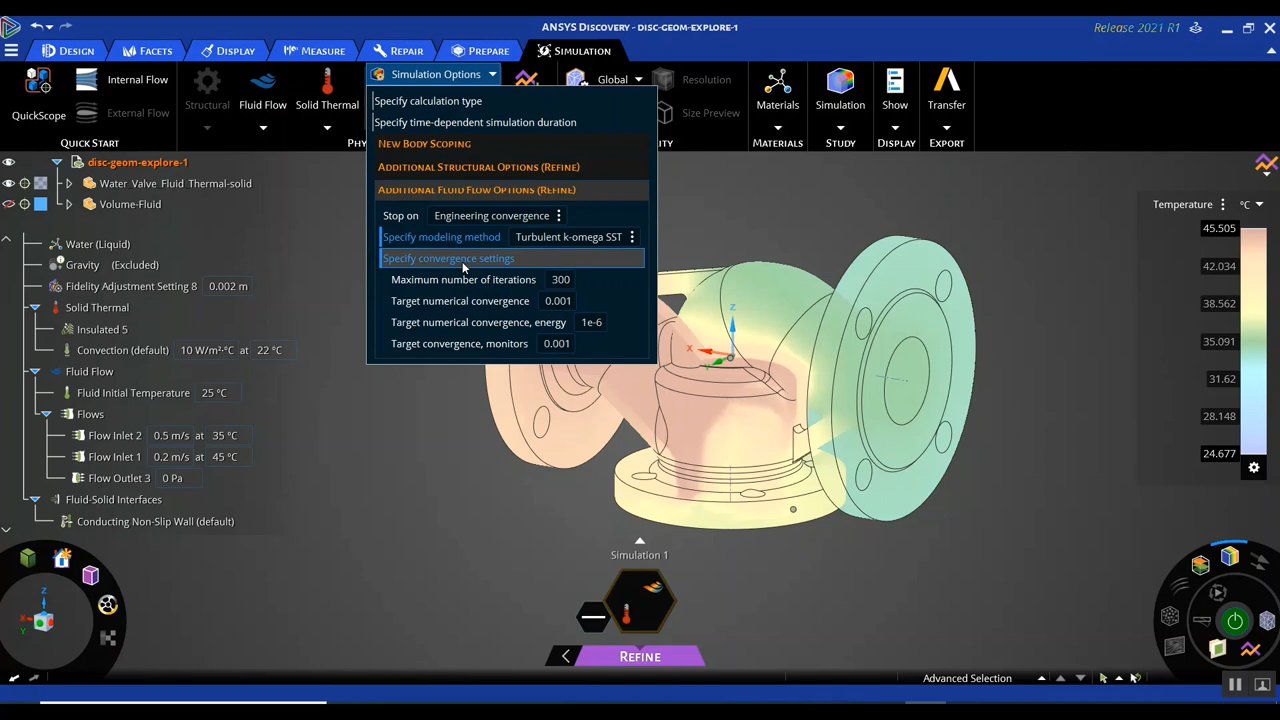 ANSYS DISCOVERY - DISC-GEOM-EXPLORE-1
Release 2021 R1
DESIGN
FACETS
DISPLAY
MEASURE
REPAIR
PREPARE
SIMULATION
QuickScope
Internal Flow
External Flow
QUICK START
Structural
Fluid Flow
Solid Thermal
Simulation Options
Global
Resolution
Size Preview
Materials
MATERIALS
Simulation
STUDY
Show
DISPLAY
Transfer
EXPORT
Specify calculation type
Specify time-dependent simulation duration
NEW BODY SCOPING
ADDITIONAL STRUCTURAL OPTIONS (REFINE)
ADDITIONAL FLUID FLOW OPTIONS (REFINE)
Stop on Engineering convergence
Specify modeling method Turbulent k-omega SST
Specify convergence settings
Maximum number of iterations 300
Target numerical convergence 0.001
Target numerical convergence, energy 1e-6
Target convergence, monitors 0.001
disc-geom-explore-1
Water Valve Fluid Thermal-solid
Volume-Fluid
Water (Liquid)
Gravity (Excluded)
Fidelity Adjustment Setting 8 0.002 m
Solid Thermal
Insulated 5
Convection (default) 10 W/m²·°C at 22 °C
Fluid Flow
Fluid Initial Temperature 25 °C
Flows
Flow Inlet 2 0.5 m/s at 35 °C
Flow Inlet 1 0.2 m/s at 45 °C
Flow Outlet 3 0 Pa
Fluid-Solid Interfaces
Conducting Non-Slip Wall (default)
Temperature °C
45.505
42.034
38.562
35.091
31.62
28.148
24.677
Z
X
Z
X
Y
Simulation 1
REFINE
Advanced Selection